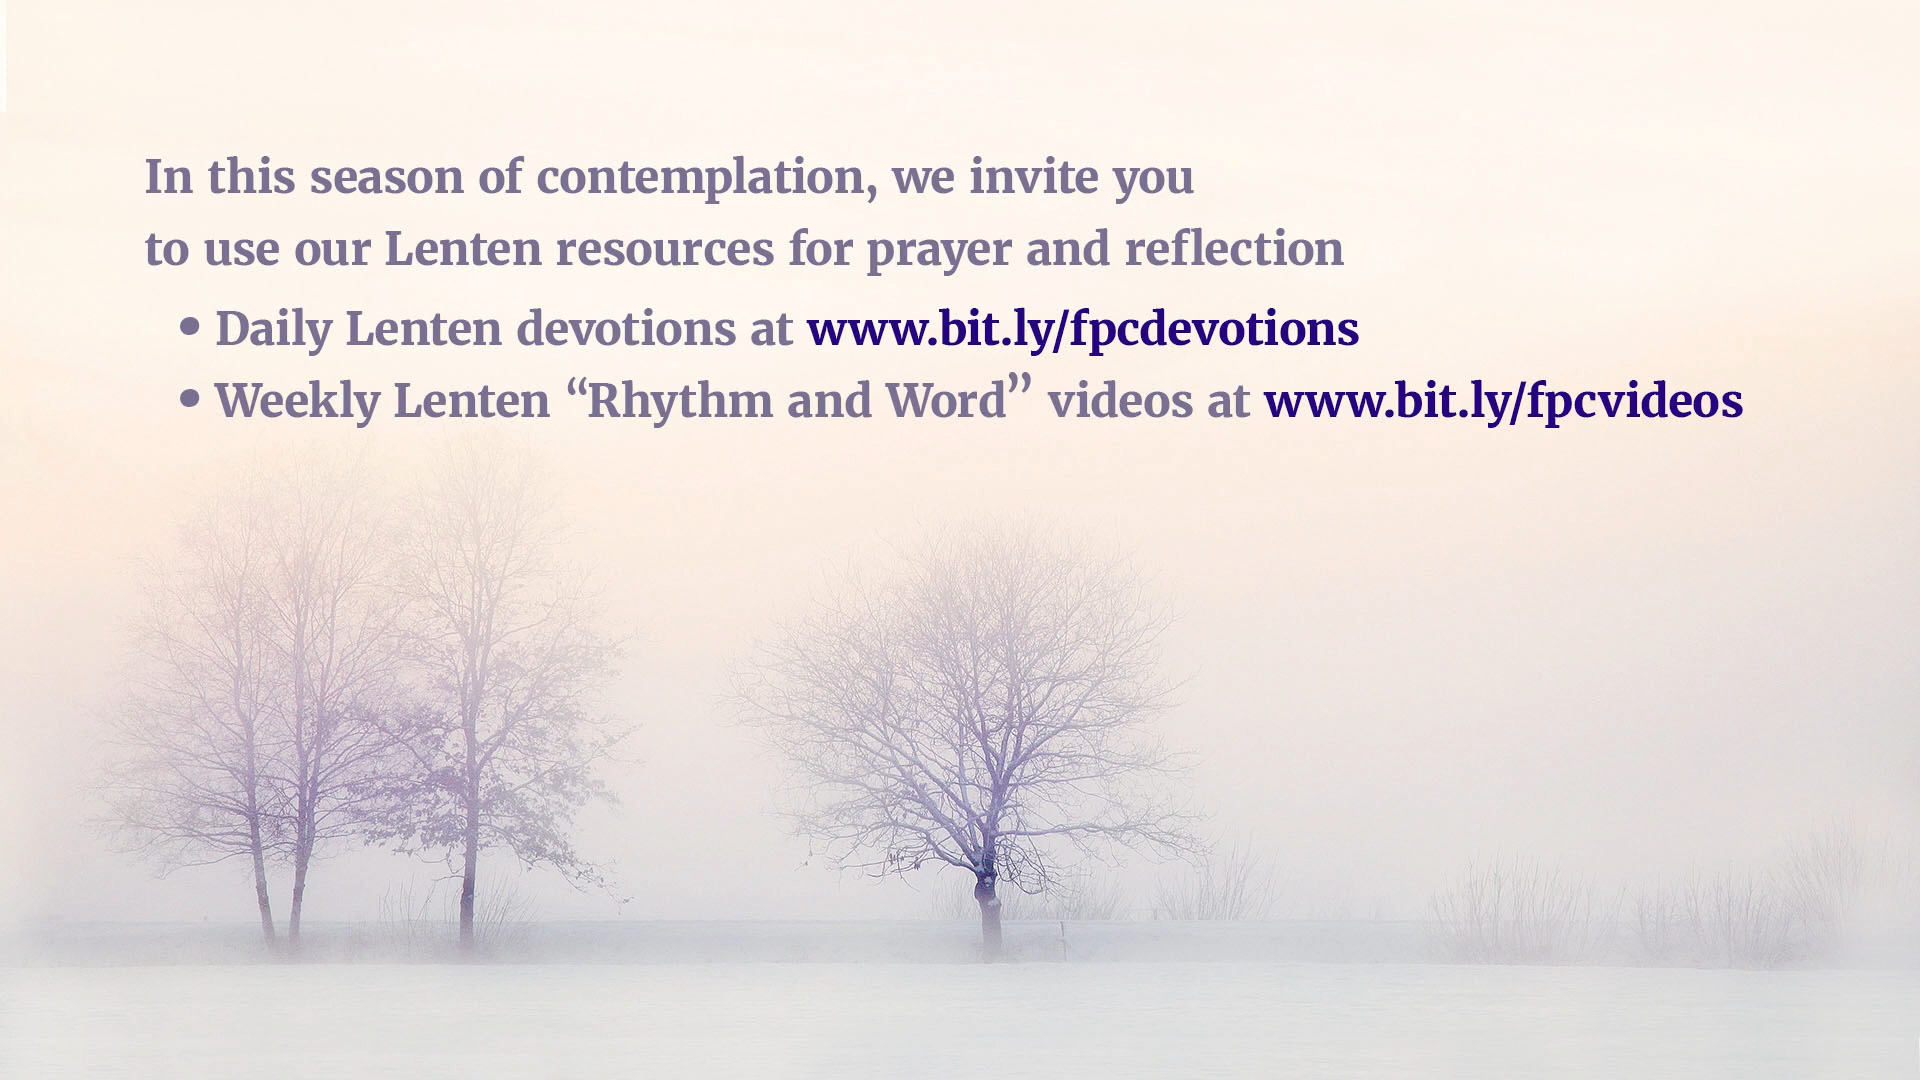 In this season of contemplation, we invite you
to use our Lenten resources for prayer and reflection
• Daily Lenten devotions at www.bit.ly/fpcdevotions
• Weekly Lenten “Rhythm and Word” videos at www.bit.ly/fpcvideos